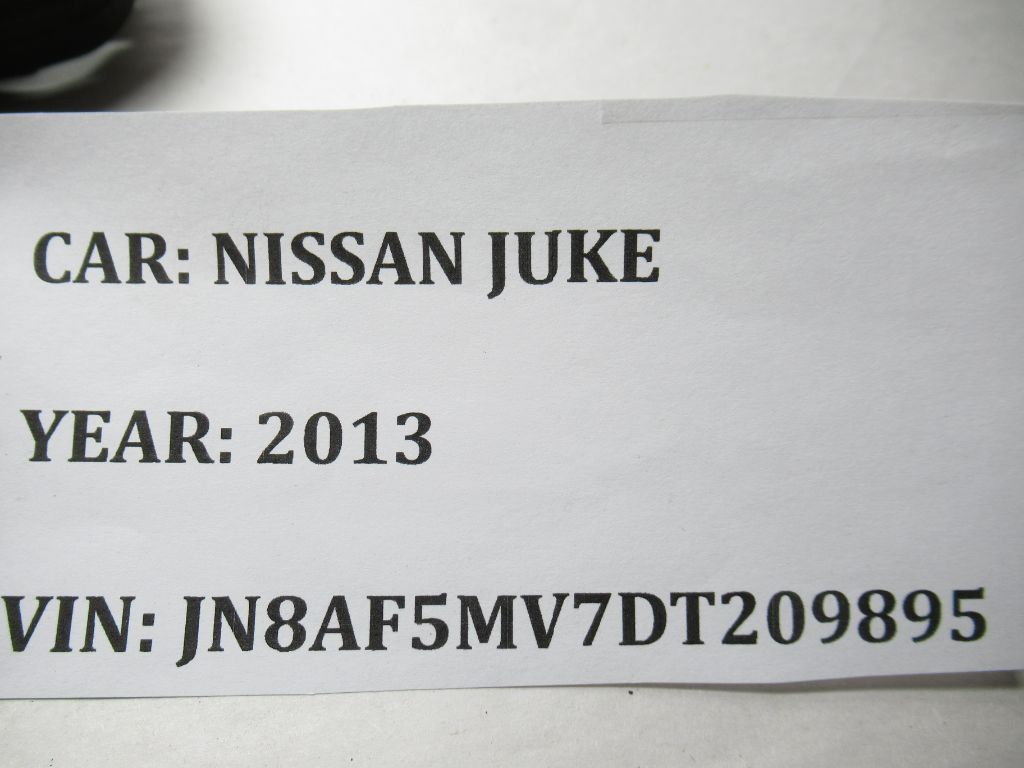 CAR: NISSAN JUKE
YEAR: 2013
VIN: JN8AF5MV7DT209895